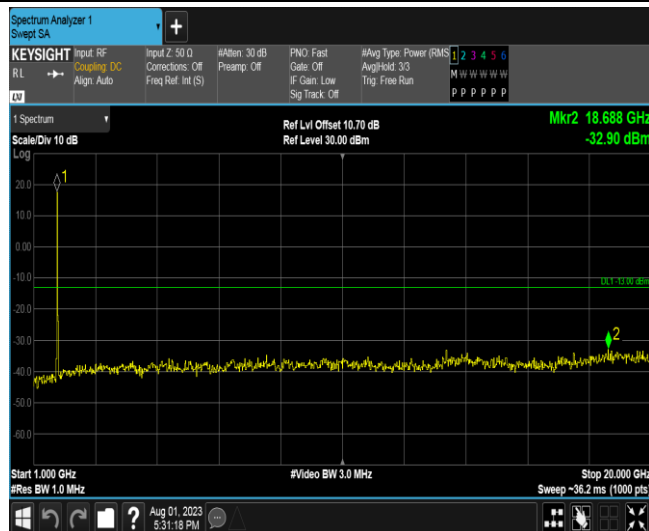 Spectrum Analyzer 1
Swept SA
+
KEYSIGHT
RL
LXI
Input: RF
Coupling: DC
Align: Auto
Input Z: 50 Ω
Corrections: Off
Freq Ref: Int (S)
#Atten: 30 dB
Preamp: Off
PNO: Fast
Gate: Off
IF Gain: Low
Sig Track: Off
#Avg Type: Power (RMS
Avg|Hold: 3/3
Trig: Free Run
1 2 3 4 5 6
M W W W W W
P P P P P P
1 Spectrum
Scale/Div 10 dB
Ref Lvl Offset 10.70 dB
Ref Level 30.00 dBm
Mkr2 18.688 GHz
-32.90 dBm
Log
1
20.0
10.0
0.00
-10.0
DL1 -13.00 dBm
-20.0
2
-30.0
-40.0
-50.0
-60.0
Start 1.000 GHz
#Res BW 1.0 MHz
#Video BW 3.0 MHz
Stop 20.000 GHz
Sweep ~36.2 ms (1000 pts)
?
Aug 01, 2023
5:31:18 PM